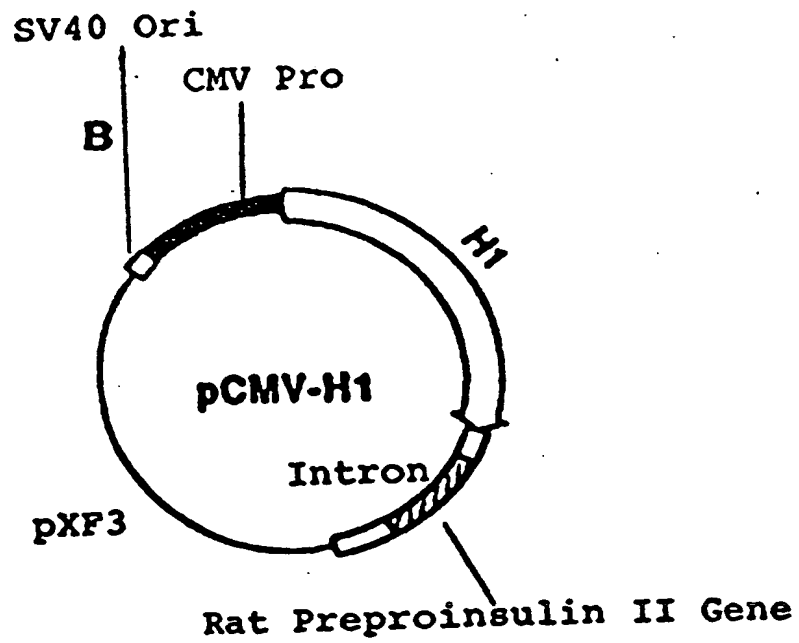 SV40 Ori
CMV Pro
B
H1
pCMV-H1
Intron
pXF3
Rat Preproinsulin II Gene